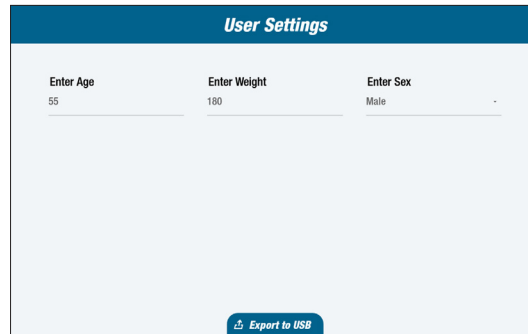 User Settings
Enter Age
55
Enter Weight
180
Enter Sex
Male
Export to USB